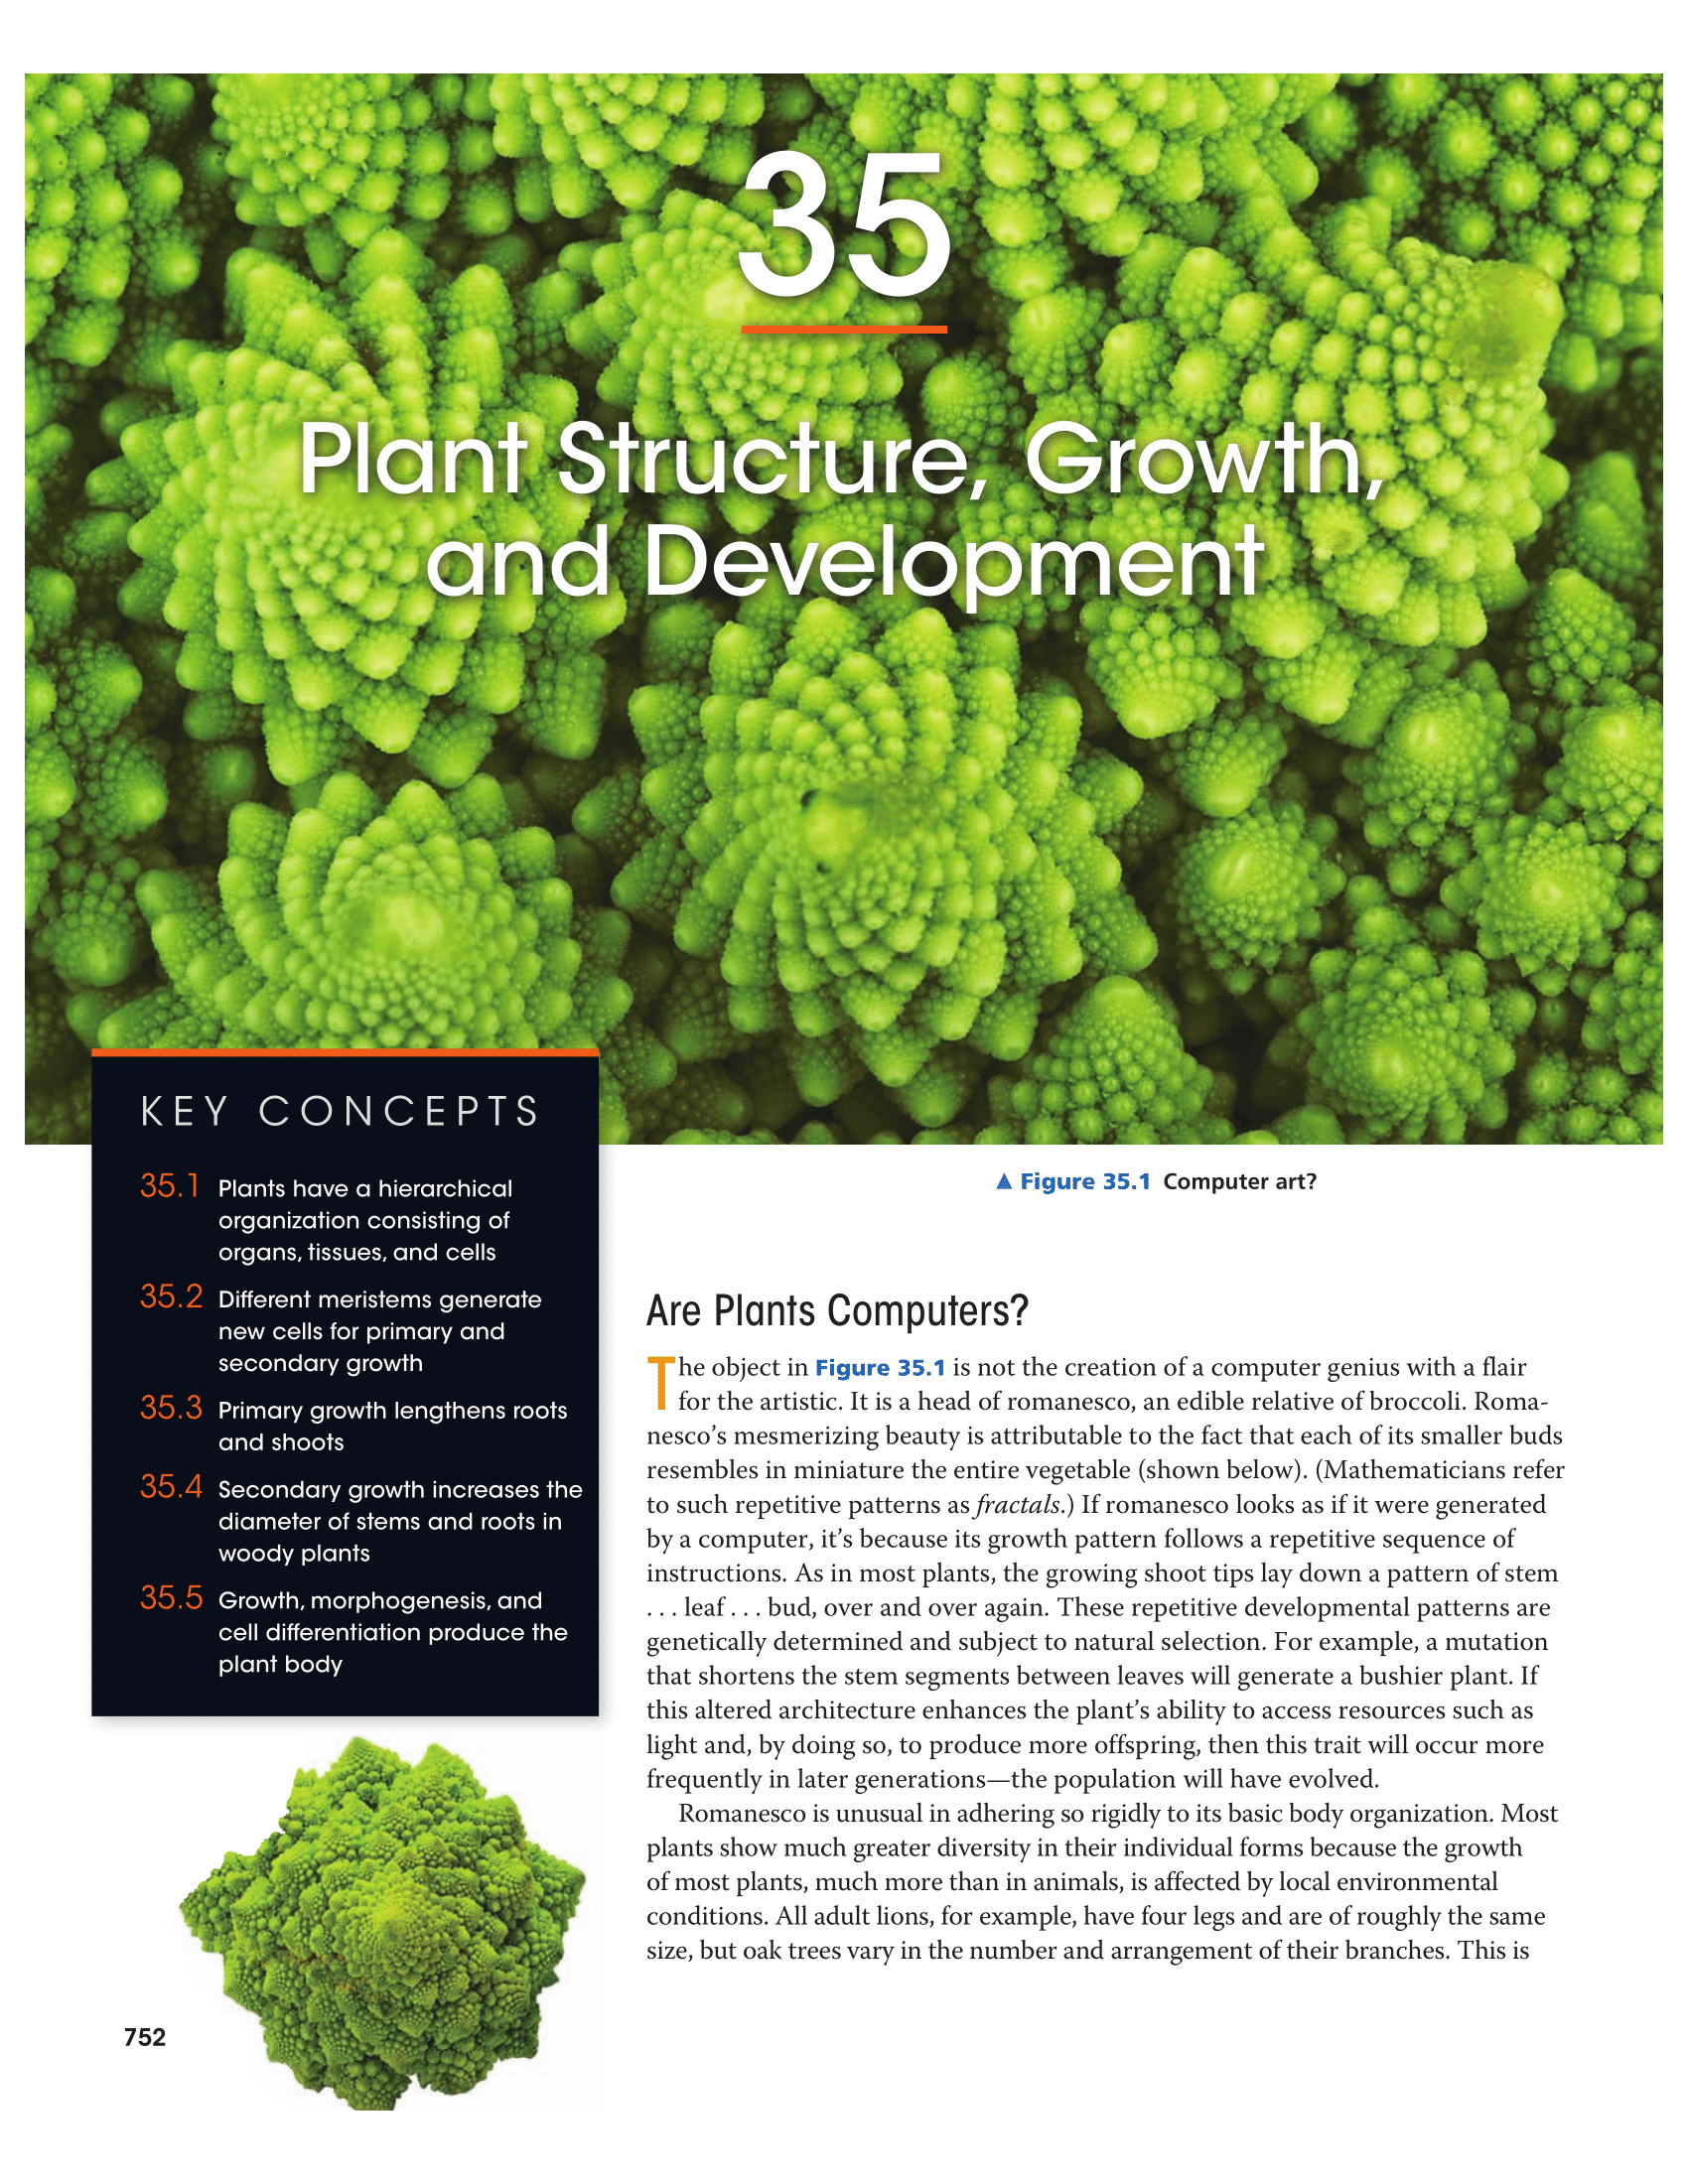 35
Plant Structure, Growth,
and Development
KEY CONCEPTS
35.1 Plants have a hierarchical
organization consisting of
organs, tissues, and cells
35.2 Different meristems generate
new cells for primary and
secondary growth
35.3 Primary growth lengthens roots
and shoots
35.4 Secondary growth increases the
diameter of stems and roots in
woody plants
35.5 Growth, morphogenesis, and
cell differentiation produce the
plant body
▲ Figure 35.1 Computer art?
Are Plants Computers?
The object in Figure 35.1 is not the creation of a computer genius with a flair
for the artistic. It is a head of romanesco, an edible relative of broccoli. Roma-
nesco’s mesmerizing beauty is attributable to the fact that each of its smaller buds
resembles in miniature the entire vegetable (shown below). (Mathematicians refer
to such repetitive patterns as fractals.) If romanesco looks as if it were generated
by a computer, it’s because its growth pattern follows a repetitive sequence of
instructions. As in most plants, the growing shoot tips lay down a pattern of stem
. . . leaf . . . bud, over and over again. These repetitive developmental patterns are
genetically determined and subject to natural selection. For example, a mutation
that shortens the stem segments between leaves will generate a bushier plant. If
this altered architecture enhances the plant’s ability to access resources such as
light and, by doing so, to produce more offspring, then this trait will occur more
frequently in later generations—the population will have evolved.
Romanesco is unusual in adhering so rigidly to its basic body organization. Most
plants show much greater diversity in their individual forms because the growth
of most plants, much more than in animals, is affected by local environmental
conditions. All adult lions, for example, have four legs and are of roughly the same
size, but oak trees vary in the number and arrangement of their branches. This is
752